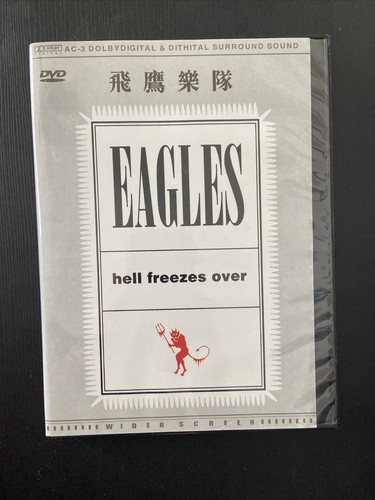 AC-3 DOLBYDIGITAL & DITHITAL SURROUND SOUND
DVD
飛鷹樂隊
EAGLES
hell freezes over
WIDER SCREEN